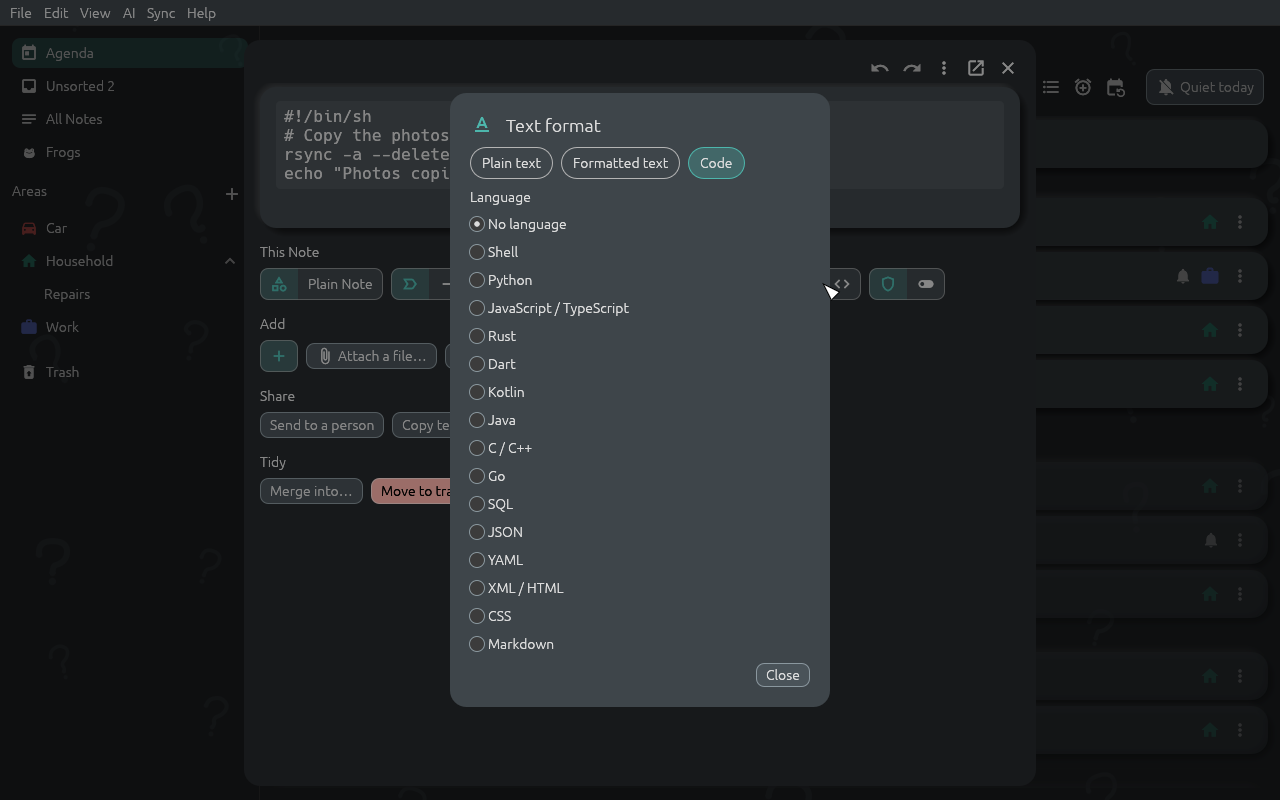 File Edit View AI Sync Help
Agenda
Unsorted 2
All Notes
Frogs
Areas
Car
Household
Repairs
Work
Trash
Quiet today
#!/bin/sh
# Copy the photos
rsync -a --delete
echo "Photos copi
This Note
Plain Note
Add
Attach a file…
Share
Send to a person
Copy te
Tidy
Merge into…
Move to tra
Text format
Plain text
Formatted text
Code
Language
No language
Shell
Python
JavaScript / TypeScript
Rust
Dart
Kotlin
Java
C / C++
Go
SQL
JSON
YAML
XML / HTML
CSS
Markdown
Close